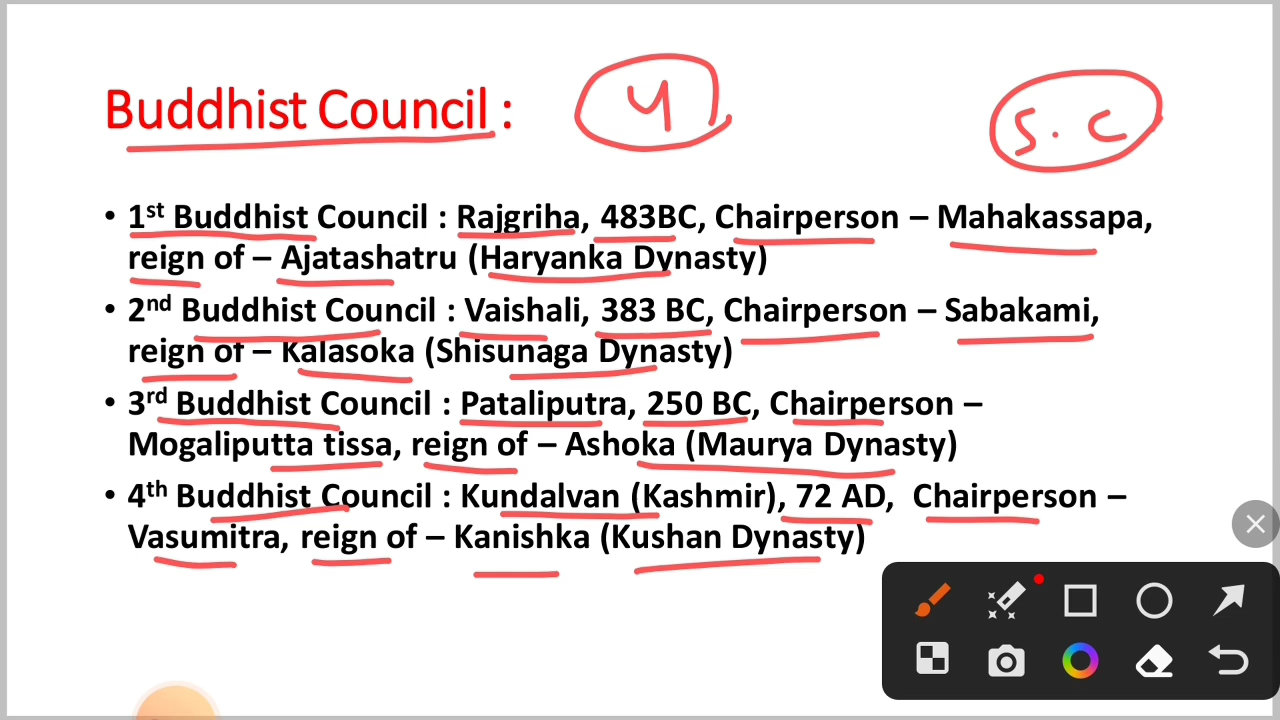 Buddhist Council :
4
S. C
• 1st Buddhist Council : Rajgriha, 483BC, Chairperson – Mahakassapa,
reign of – Ajatashatru (Haryanka Dynasty)
• 2nd Buddhist Council : Vaishali, 383 BC, Chairperson – Sabakami,
reign of – Kalasoka (Shisunaga Dynasty)
• 3rd Buddhist Council : Pataliputra, 250 BC, Chairperson –
Mogaliputta tissa, reign of – Ashoka (Maurya Dynasty)
• 4th Buddhist Council : Kundalvan (Kashmir), 72 AD, Chairperson –
Vasumitra, reign of – Kanishka (Kushan Dynasty)